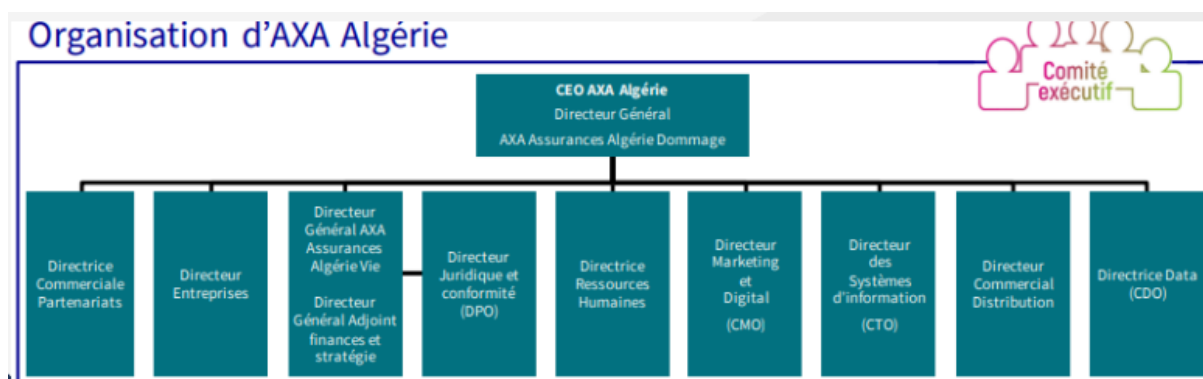 Organisation d'AXA Algérie
Comité
exécutif
CEO AXA Algérie
Directeur Général
AXA Assurances Algérie Dommage
Directrice
Commerciale
Partenariats
Directeur
Entreprises
Directeur
Général AXA
Assurances
Algérie Vie
Directeur
Général Adjoint
finances et
stratégie
Directeur
Juridique et
conformité
(DPO)
Directrice
Ressources
Humaines
Directeur
Marketing
et
Digital
(CMO)
Directeur
des
Systèmes
d'information
(CTO)
Directeur
Commercial
Distribution
Directrice Data
(CDO)